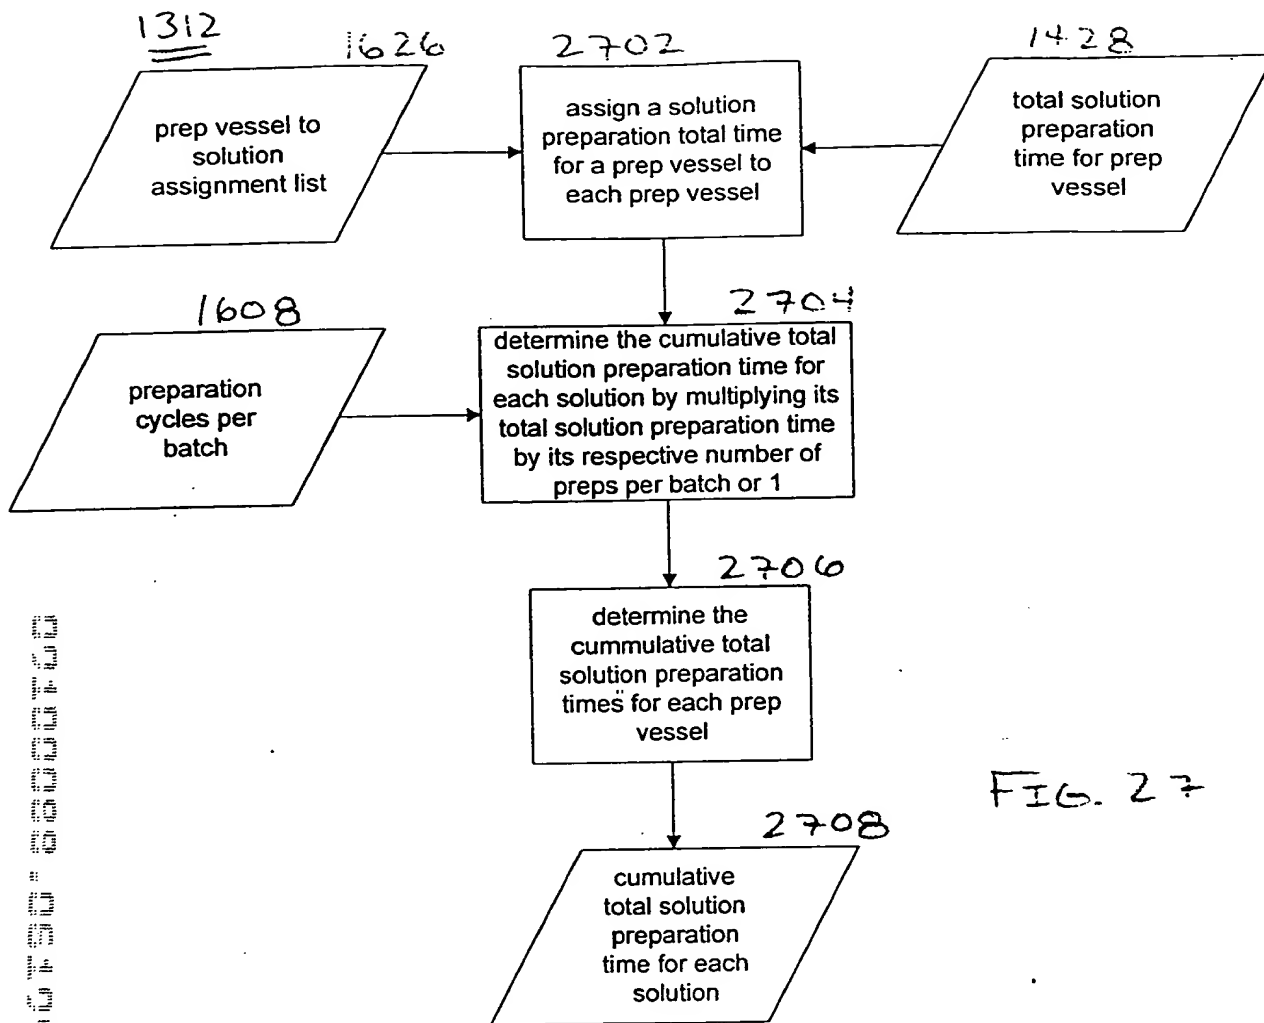 1312
1626
2702
1428
prep vessel to
solution
assignment list
assign a solution
preparation total time
for a prep vessel to
each prep vessel
total solution
preparation
time for prep
vessel
1608
2704
preparation
cycles per
batch
determine the cumulative total
solution preparation time for
each solution by multiplying its
total solution preparation time
by its respective number of
preps per batch or 1
2706
determine the
cummulative total
solution preparation
times for each prep
vessel
FIG. 27
2708
cumulative
total solution
preparation
time for each
solution